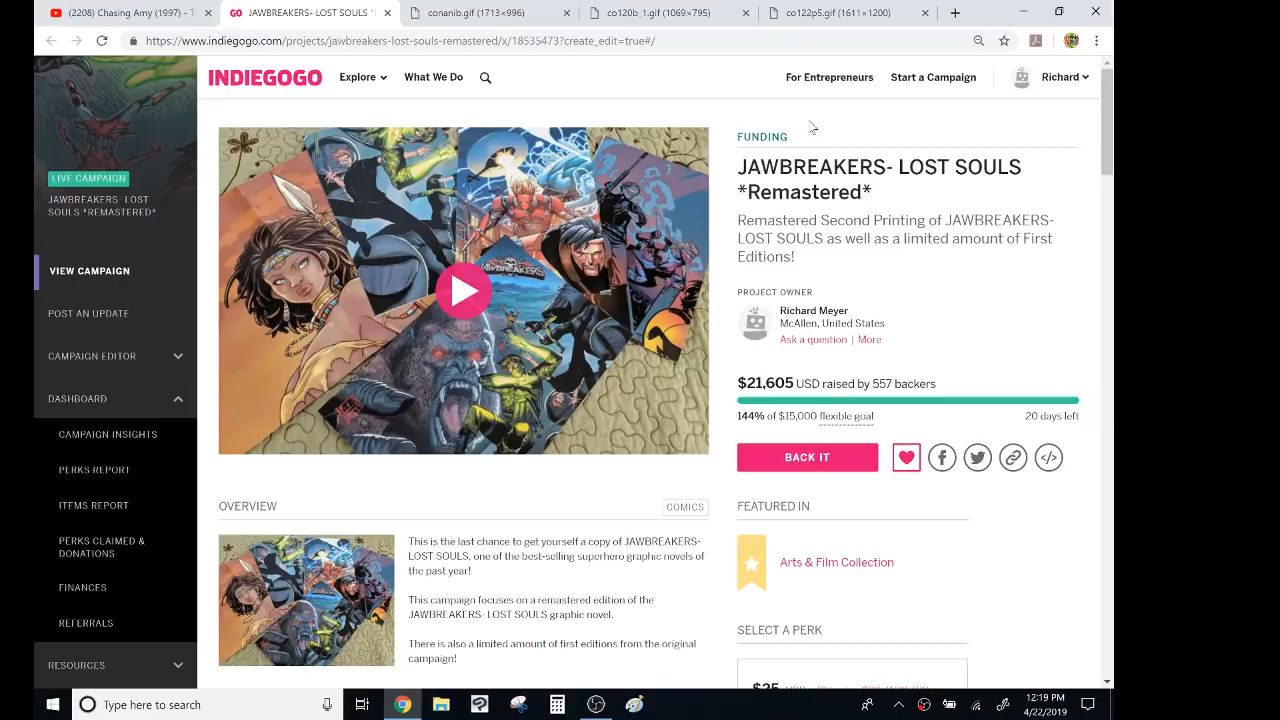 (2208) Chasing Amy (1997) - T
JAWBREAKERS- LOST SOULS *
conanib.gif (1713×996)
co120b_1.gif (1069×795)
co122p5.gif (1611×1200)
https://www.indiegogo.com/projects/jawbreakers-lost-souls-remastered/x/18535473?create_edit=true#/
INDIEGOGO
Explore
What We Do
For Entrepreneurs
Start a Campaign
Richard
LIVE CAMPAIGN
JAWBREAKERS- LOST
SOULS *REMASTERED*
VIEW CAMPAIGN
POST AN UPDATE
CAMPAIGN EDITOR
DASHBOARD
CAMPAIGN INSIGHTS
PERKS REPORT
ITEMS REPORT
PERKS CLAIMED &
DONATIONS
FINANCES
REFERRALS
RESOURCES
JAWBREAKERS
FUNDING
JAWBREAKERS- LOST SOULS
*Remastered*
Remastered Second Printing of JAWBREAKERS-
LOST SOULS as well as a limited amount of First
Editions!
PROJECT OWNER
Richard Meyer
McAllen, United States
Ask a question | More
$21,605 USD raised by 557 backers
144% of $15,000 flexible goal
20 days left
BACK IT
OVERVIEW
COMICS
This is the last chance to get yourself a copy of JAWBREAKERS-
LOST SOULS, one of the best-selling superhero graphic novels of
the past year!
This campaign focuses on a remastered edition of the
JAWBREAKERS- LOST SOULS graphic novel.
There is also a limited amount of first editions from the original
campaign!
FEATURED IN
Arts & Film Collection
SELECT A PERK
$25
Type here to search
12:19 PM
4/22/2019